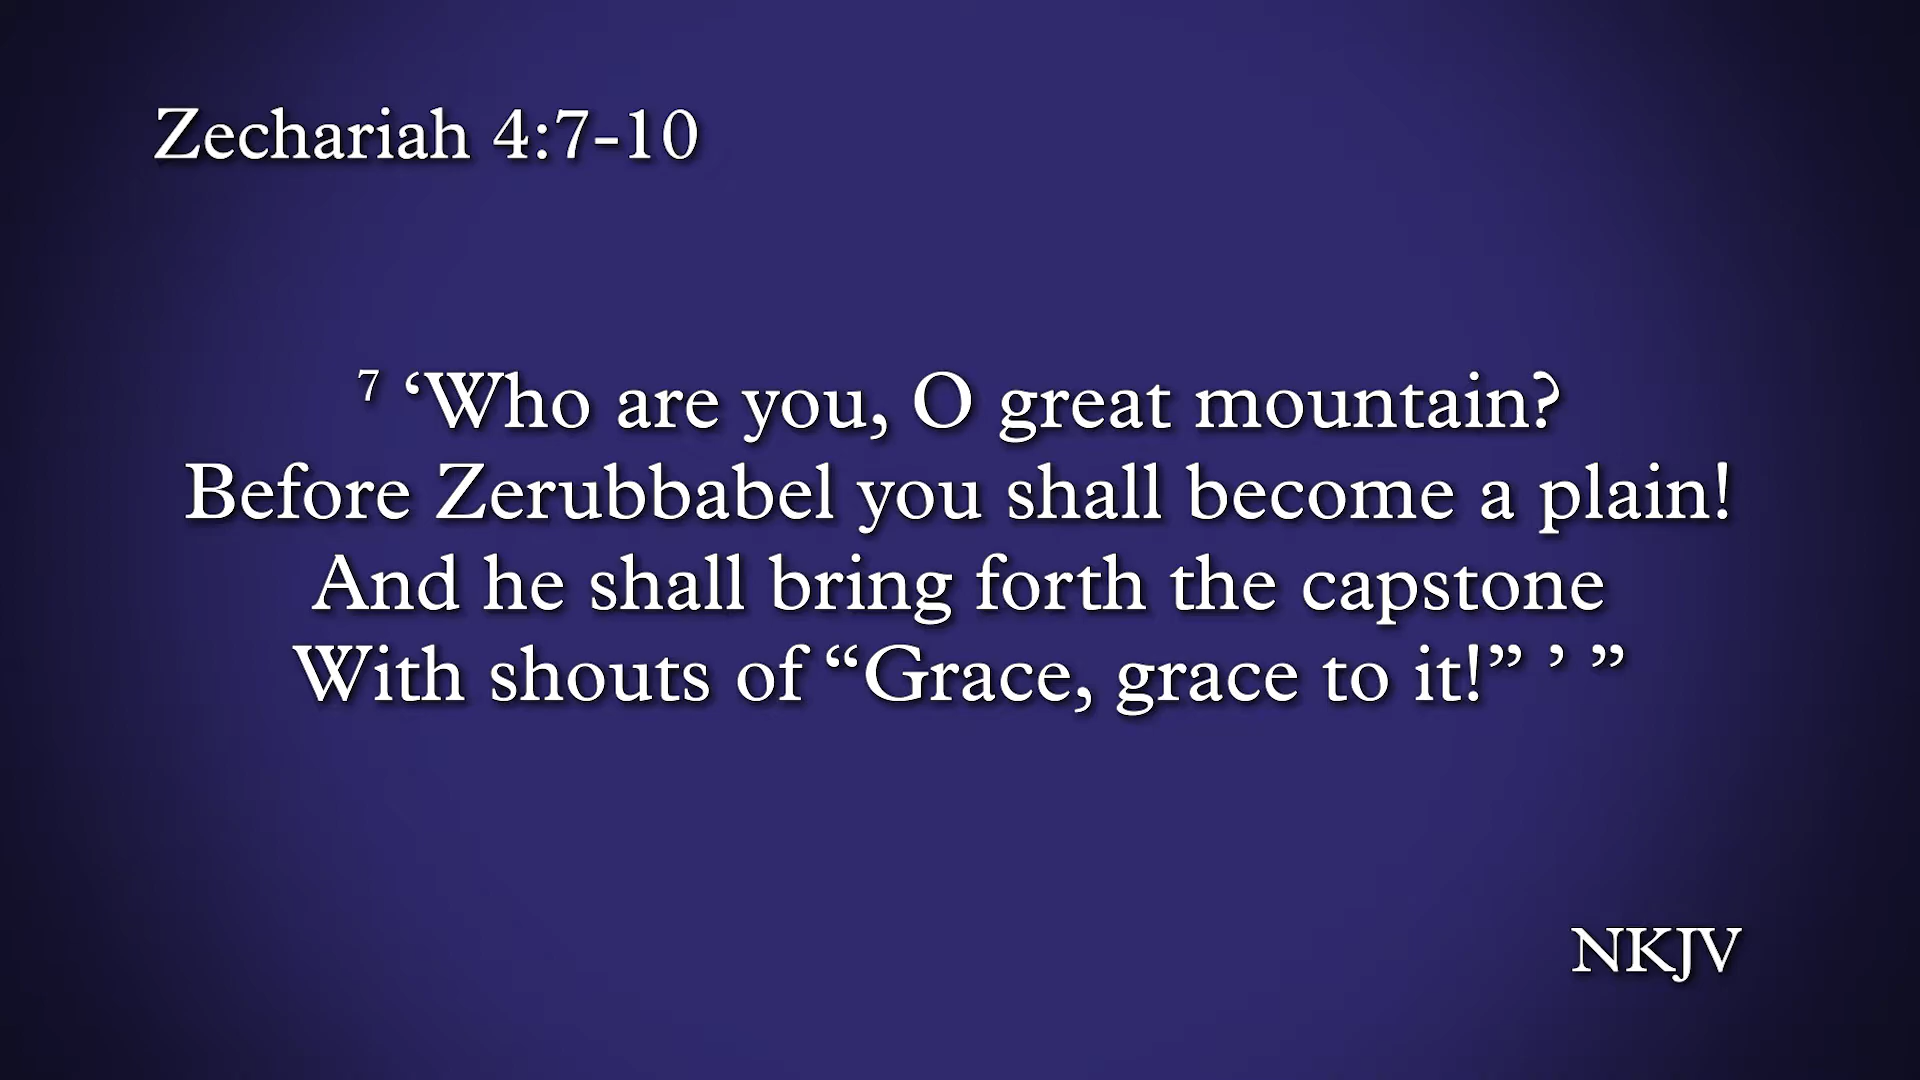 Zechariah 4:7-10
7 ‘Who are you, O great mountain?
Before Zerubbabel you shall become a plain!
And he shall bring forth the capstone
With shouts of “Grace, grace to it!” ’ ”
NKJV